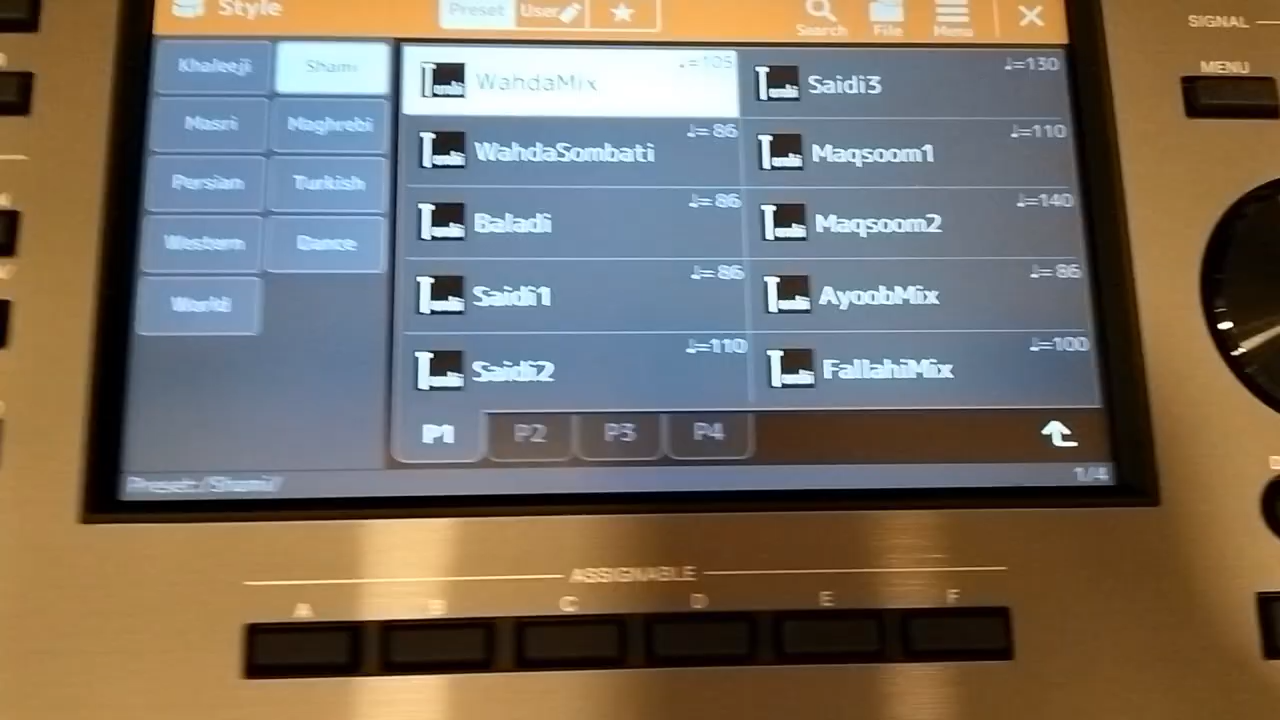 Style
Preset
User
Search
File
Menu
SIGNAL
MENU
Khaleeji
Shami
Masri
Maghrebi
Persian
Turkish
Western
Dance
World
WahdaMix ♩=105
Saidi3 ♩=130
WahdaSombati ♩= 86
Maqsoom1 ♩=110
Baladi ♩= 86
Maqsoom2 ♩=140
Saidi1 ♩= 86
AyoobMix ♩= 86
Saidi2 ♩=110
FallahiMix ♩=100
P1
P2
P3
P4
Preset:/Shami/
1/4
ASSIGNABLE
A
B
C
D
E
F